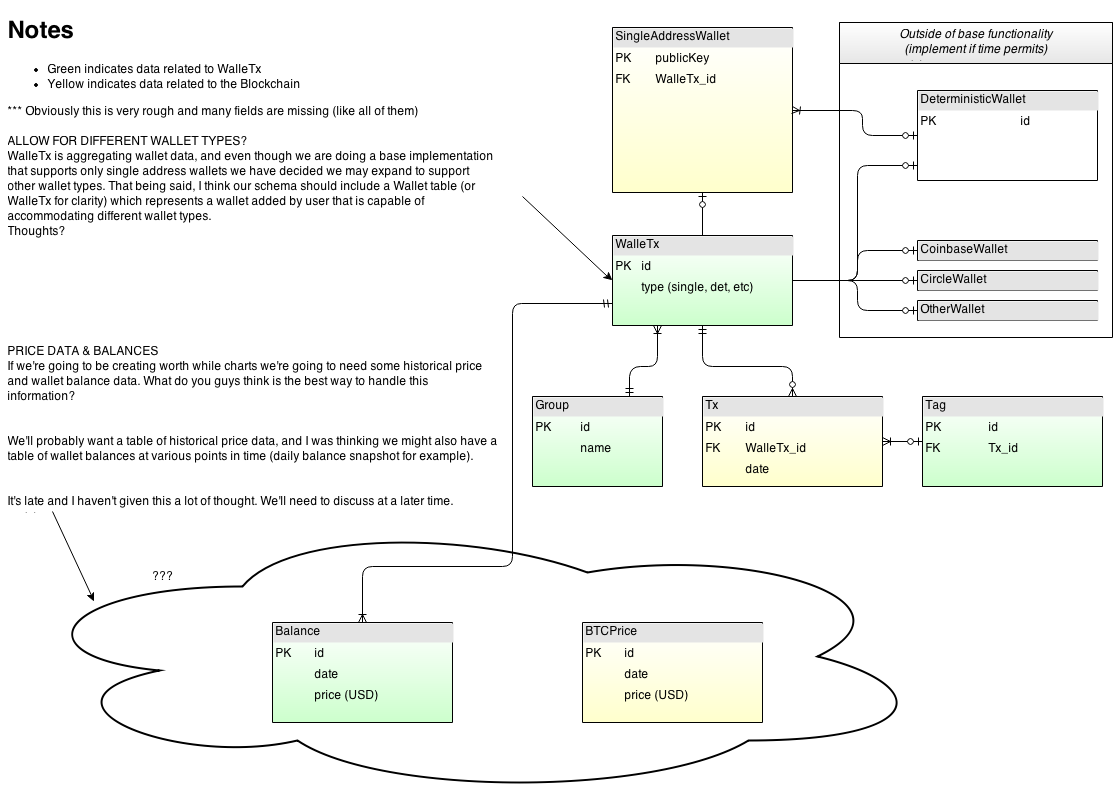 Notes
• Green indicates data related to WalleTx
• Yellow indicates data related to the Blockchain
*** Obviously this is very rough and many fields are missing (like all of them)
ALLOW FOR DIFFERENT WALLET TYPES?
WalleTx is aggregating wallet data, and even though we are doing a base implementation
that supports only single address wallets we have decided we may expand to support
other wallet types. That being said, I think our schema should include a Wallet table (or
WalleTx for clarity) which represents a wallet added by user that is capable of
accommodating different wallet types.
Thoughts?
PRICE DATA & BALANCES
If we're going to be creating worth while charts we're going to need some historical price
and wallet balance data. What do you guys think is the best way to handle this
information?
We'll probably want a table of historical price data, and I was thinking we might also have a
table of wallet balances at various points in time (daily balance snapshot for example).
It's late and I haven't given this a lot of thought. We'll need to discuss at a later time.
SingleAddressWallet
PK publicKey
FK WalleTx_id
Outside of base functionality
(implement if time permits)
DeterministicWallet
PK id
CoinbaseWallet
CircleWallet
OtherWallet
WalleTx
PK id
type (single, det, etc)
Group
PK id
name
Tx
PK id
FK WalleTx_id
date
Tag
PK id
FK Tx_id
???
Balance
PK id
date
price (USD)
BTCPrice
PK id
date
price (USD)